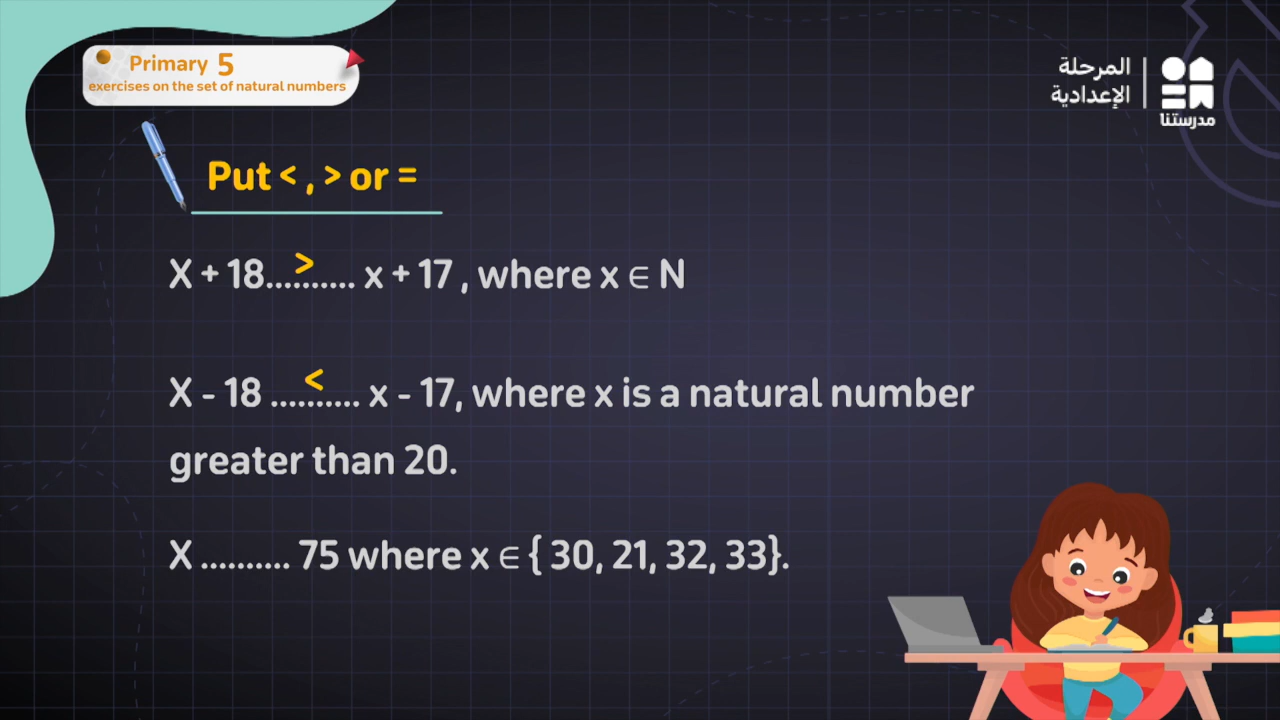 Primary 5
exercises on the set of natural numbers
المرحلة
الإعدادية
مدرستنا
Put < , > or =
X + 18....>...... x + 17 , where x ∈ N
X - 18 ....<...... x - 17, where x is a natural number
greater than 20.
X .......... 75 where x ∈ { 30, 21, 32, 33}.